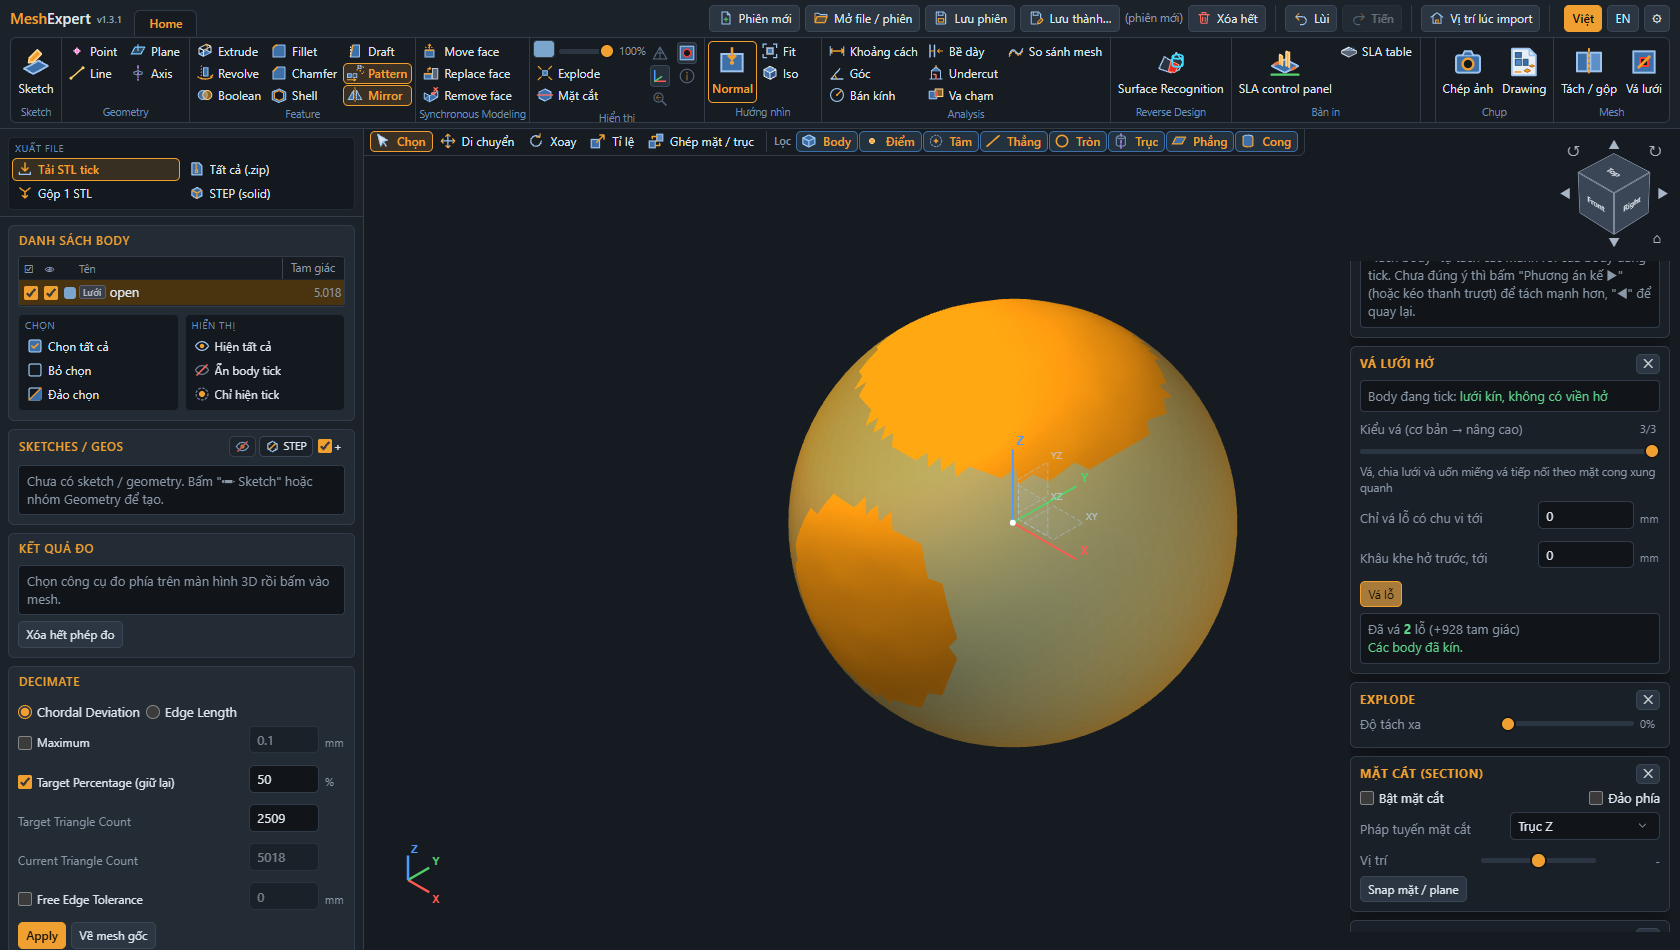 MeshExpert v1.3.1
Home
Phiên mới
Mở file / phiên
Lưu phiên
Lưu thành...
(phiên mới)
Xóa hết
Lùi
Tiến
Vị trí lúc import
Việt
EN
Sketch
Sketch
Point
Plane
Line
Axis
Geometry
Extrude
Fillet
Draft
Revolve
Chamfer
Pattern
Boolean
Shell
Mirror
Feature
Move face
Replace face
Remove face
Synchronous Modeling
100%
Explode
Mặt cắt
Hiển thị
Normal
Fit
Iso
Hướng nhìn
Khoảng cách
Bề dày
So sánh mesh
Góc
Undercut
Bán kính
Va chạm
Analysis
Surface Recognition
Reverse Design
SLA control panel
SLA table
Bản in
Chép ảnh
Drawing
Chụp
Tách / gộp
Vá lưới
Mesh
Chọn
Di chuyển
Xoay
Tỉ lệ
Ghép mặt / trục
Lọc
Body
Điểm
Tâm
Thẳng
Tròn
Trục
Phẳng
Cong
XUẤT FILE
Tải STL tick
Tất cả (.zip)
Gộp 1 STL
STEP (solid)
DANH SÁCH BODY
Tên
Tam giác
Lưới open
5.018
CHỌN
Chọn tất cả
Bỏ chọn
Đảo chọn
HIỂN THỊ
Hiện tất cả
Ẩn body tick
Chỉ hiện tick
SKETCHES / GEOS
STEP
+
Chưa có sketch / geometry. Bấm "Sketch" hoặc
nhóm Geometry để tạo.
KẾT QUẢ ĐO
Chọn công cụ đo phía trên màn hình 3D rồi bấm vào
mesh.
Xóa hết phép đo
DECIMATE
Chordal Deviation
Edge Length
Maximum
0.1
mm
Target Percentage (giữ lại)
50
%
Target Triangle Count
2509
Current Triangle Count
5018
Free Edge Tolerance
0
mm
Apply
Về mesh gốc
Z
YZ
Y
XZ
XY
X
Z
Y
X
Top
Front
Right
tick. Chưa đúng ý thì bấm "Phương án kế ▶"
(hoặc kéo thanh trượt) để tách mạnh hơn, "◀" để
quay lại.
VÁ LƯỚI HỞ
Body đang tick: lưới kín, không có viền hở
Kiểu vá (cơ bản → nâng cao)
3/3
Vá, chia lưới và uốn miếng vá tiếp nối theo mặt cong xung
quanh
Chỉ vá lỗ có chu vi tới
0
mm
Khâu khe hở trước, tới
0
mm
Vá lỗ
Đã vá 2 lỗ (+928 tam giác)
Các body đã kín.
EXPLODE
Độ tách xa
0%
MẶT CẮT (SECTION)
Bật mặt cắt
Đảo phía
Pháp tuyến mặt cắt
Trục Z
Vị trí
-
Snap mặt / plane